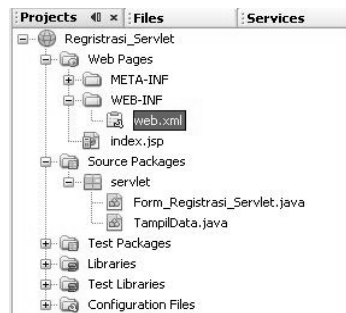 Projects Files Services
Regristrasi_Servlet
Web Pages
META-INF
WEB-INF
web.xml
index.jsp
Source Packages
servlet
Form_Registrasi_Servlet.java
TampilData.java
Test Packages
Libraries
Test Libraries
Configuration Files